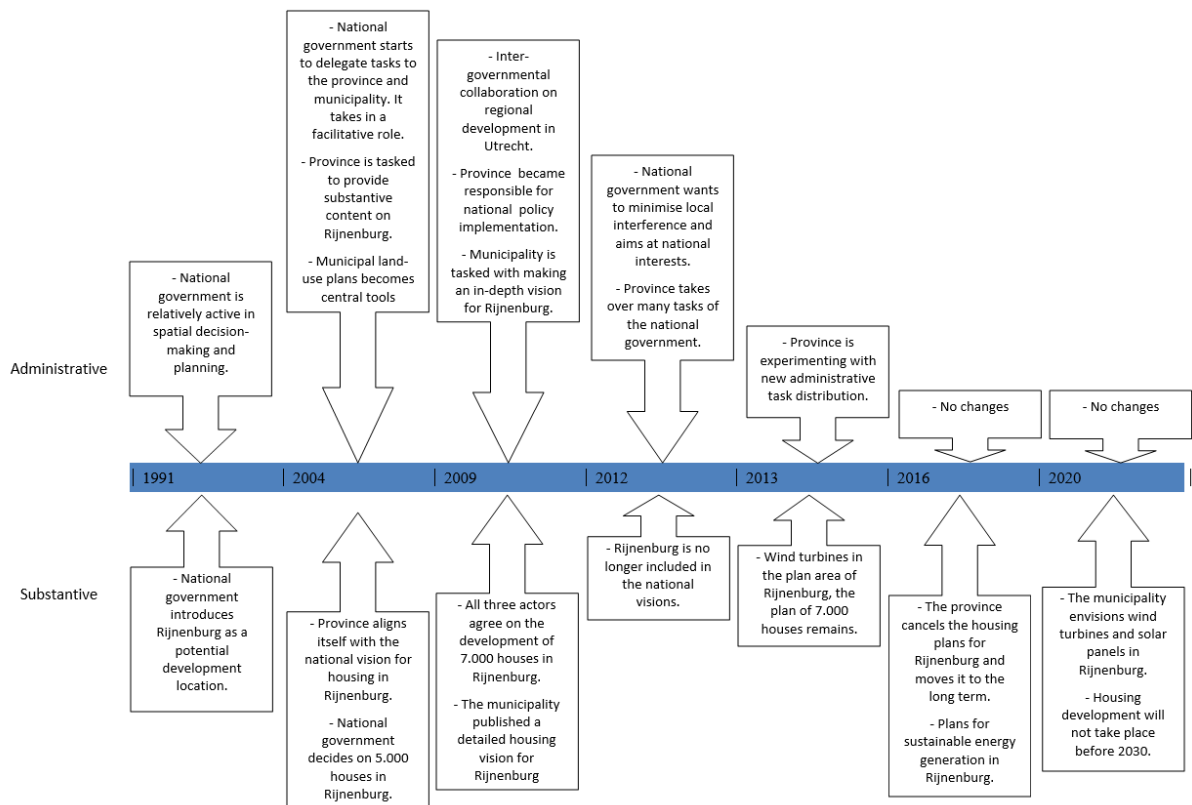 - National
government starts
to delegate tasks to
the province and
municipality. It
takes in a
facilitative role.
- Province is tasked
to provide
substantive
content on
Rijnenburg.
- Municipal land-
use plans becomes
central tools
- Inter-
governmental
collaboration on
regional
development in
Utrecht.
- Province became
responsible for
national policy
implementation.
- Municipality is
tasked with making
an in-depth vision
for Rijnenburg.
- National
government wants
to minimise local
interference and
aims at national
interests.
- Province takes
over many tasks of
the national
government.
- National
government is
relatively active in
spatial decision-
making and
planning.
- Province is
experimenting with
new administrative
task distribution.
- No changes
- No changes
Administrative
| 1991 | 2004 | 2009 | 2012 | 2013 | 2016 | 2020 |
Substantive
- National
government
introduces
Rijnenburg as a
potential
development
location.
- Province aligns
itself with the
national vision for
housing in
Rijnenburg.
- National
government
decides on 5.000
houses in
Rijnenburg.
- All three actors
agree on the
development of
7.000 houses in
Rijnenburg.
- The municipality
published a
detailed housing
vision for
Rijnenburg
- Rijnenburg is no
longer included in
the national
visions.
- Wind turbines in
the plan area of
Rijnenburg, the
plan of 7.000
houses remains.
- The province
cancels the housing
plans for
Rijnenburg and
moves it to the
long term.
- Plans for
sustainable energy
generation in
Rijnenburg.
- The municipality
envisions wind
turbines and solar
panels in
Rijnenburg.
- Housing
development will
not take place
before 2030.